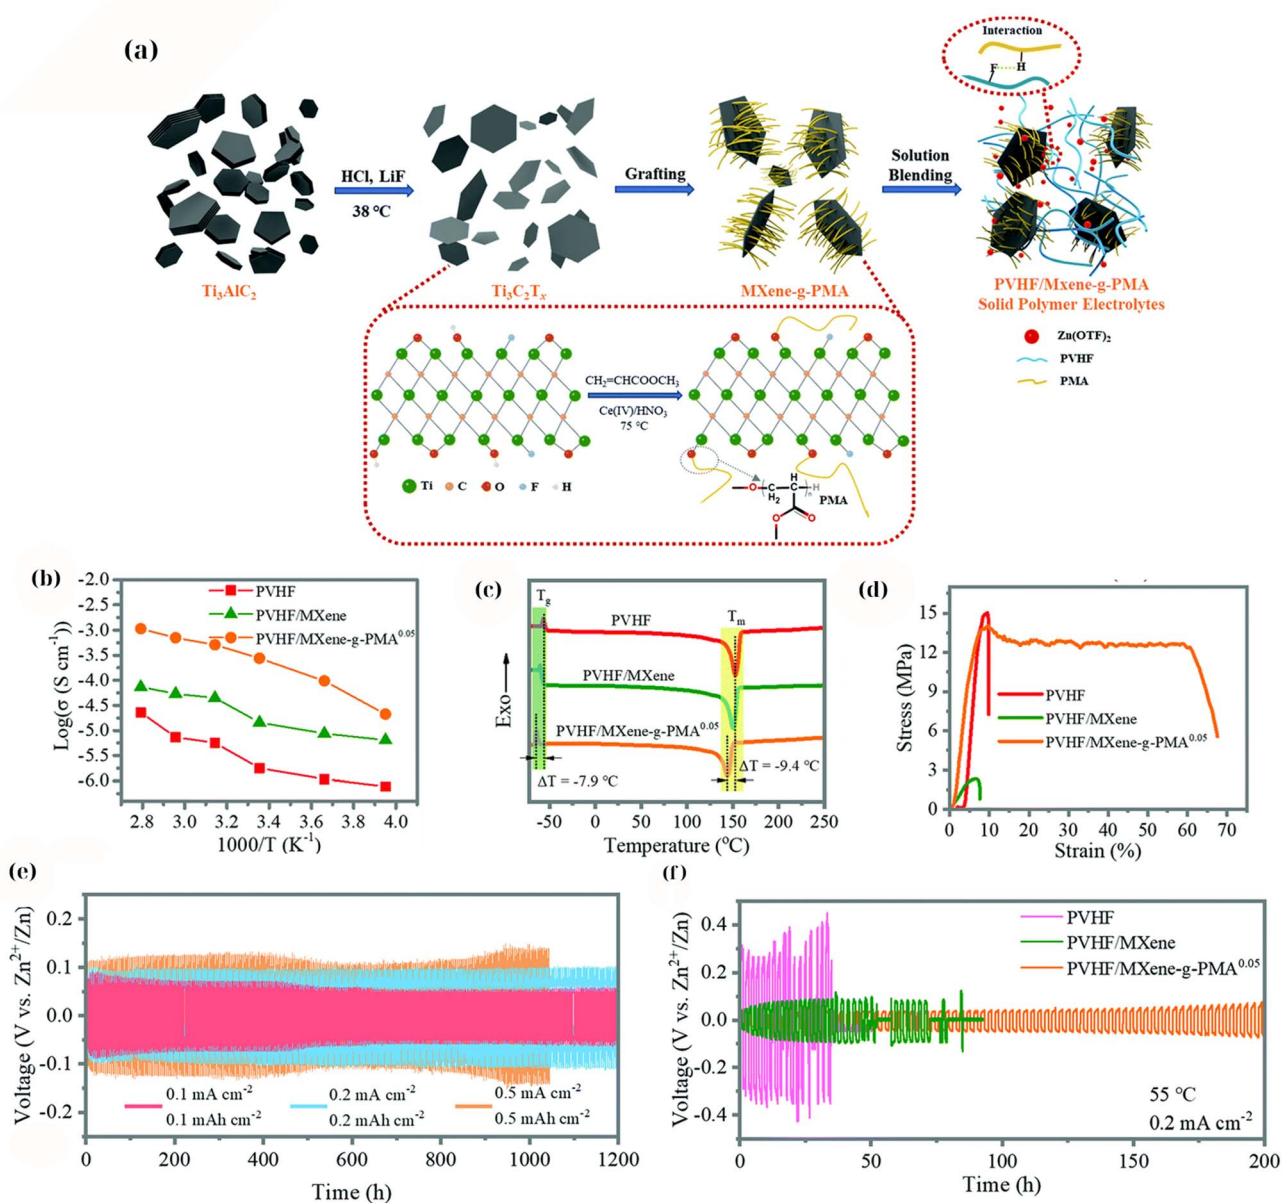 (a)
Interaction
F
H
HCl, LiF
38 °C
Grafting
Solution
Blending
Ti₃AlC₂
Ti₃C₂Tₓ
MXene-g-PMA
PVHF/Mxene-g-PMA
Solid Polymer Electrolytes
Zn(OTF)₂
PVHF
PMA
CH₂=CHCOOCH₃
Ce(IV)/HNO₃
75 °C
Ti C O F H
O C H₂ H C H n
O O
PMA
(b)
Log(σ (S cm⁻¹))
-2.0
-2.5
-3.0
-3.5
-4.0
-4.5
-5.0
-5.5
-6.0
PVHF
PVHF/MXene
PVHF/MXene-g-PMA⁰·⁰⁵
2.8 3.0 3.2 3.4 3.6 3.8 4.0
1000/T (K⁻¹)
(c)
Exo
T_g
T_m
PVHF
PVHF/MXene
PVHF/MXene-g-PMA⁰·⁰⁵
ΔT = -7.9 °C
ΔT = -9.4 °C
-50 0 50 100 150 200 250
Temperature (°C)
(d)
Stress (MPa)
15
12
9
6
3
0
PVHF
PVHF/MXene
PVHF/MXene-g-PMA⁰·⁰⁵
0 10 20 30 40 50 60 70
Strain (%)
(e)
Voltage (V vs. Zn²⁺/Zn)
0.2
0.1
0.0
-0.1
-0.2
0.1 mA cm⁻² 0.2 mA cm⁻² 0.5 mA cm⁻²
0.1 mAh cm⁻² 0.2 mAh cm⁻² 0.5 mAh cm⁻²
0 200 400 600 800 1000 1200
Time (h)
(f)
Voltage (V vs. Zn²⁺/Zn)
0.4
0.2
0.0
-0.2
-0.4
PVHF
PVHF/MXene
PVHF/MXene-g-PMA⁰·⁰⁵
55 °C
0.2 mA cm⁻²
0 50 100 150 200
Time (h)